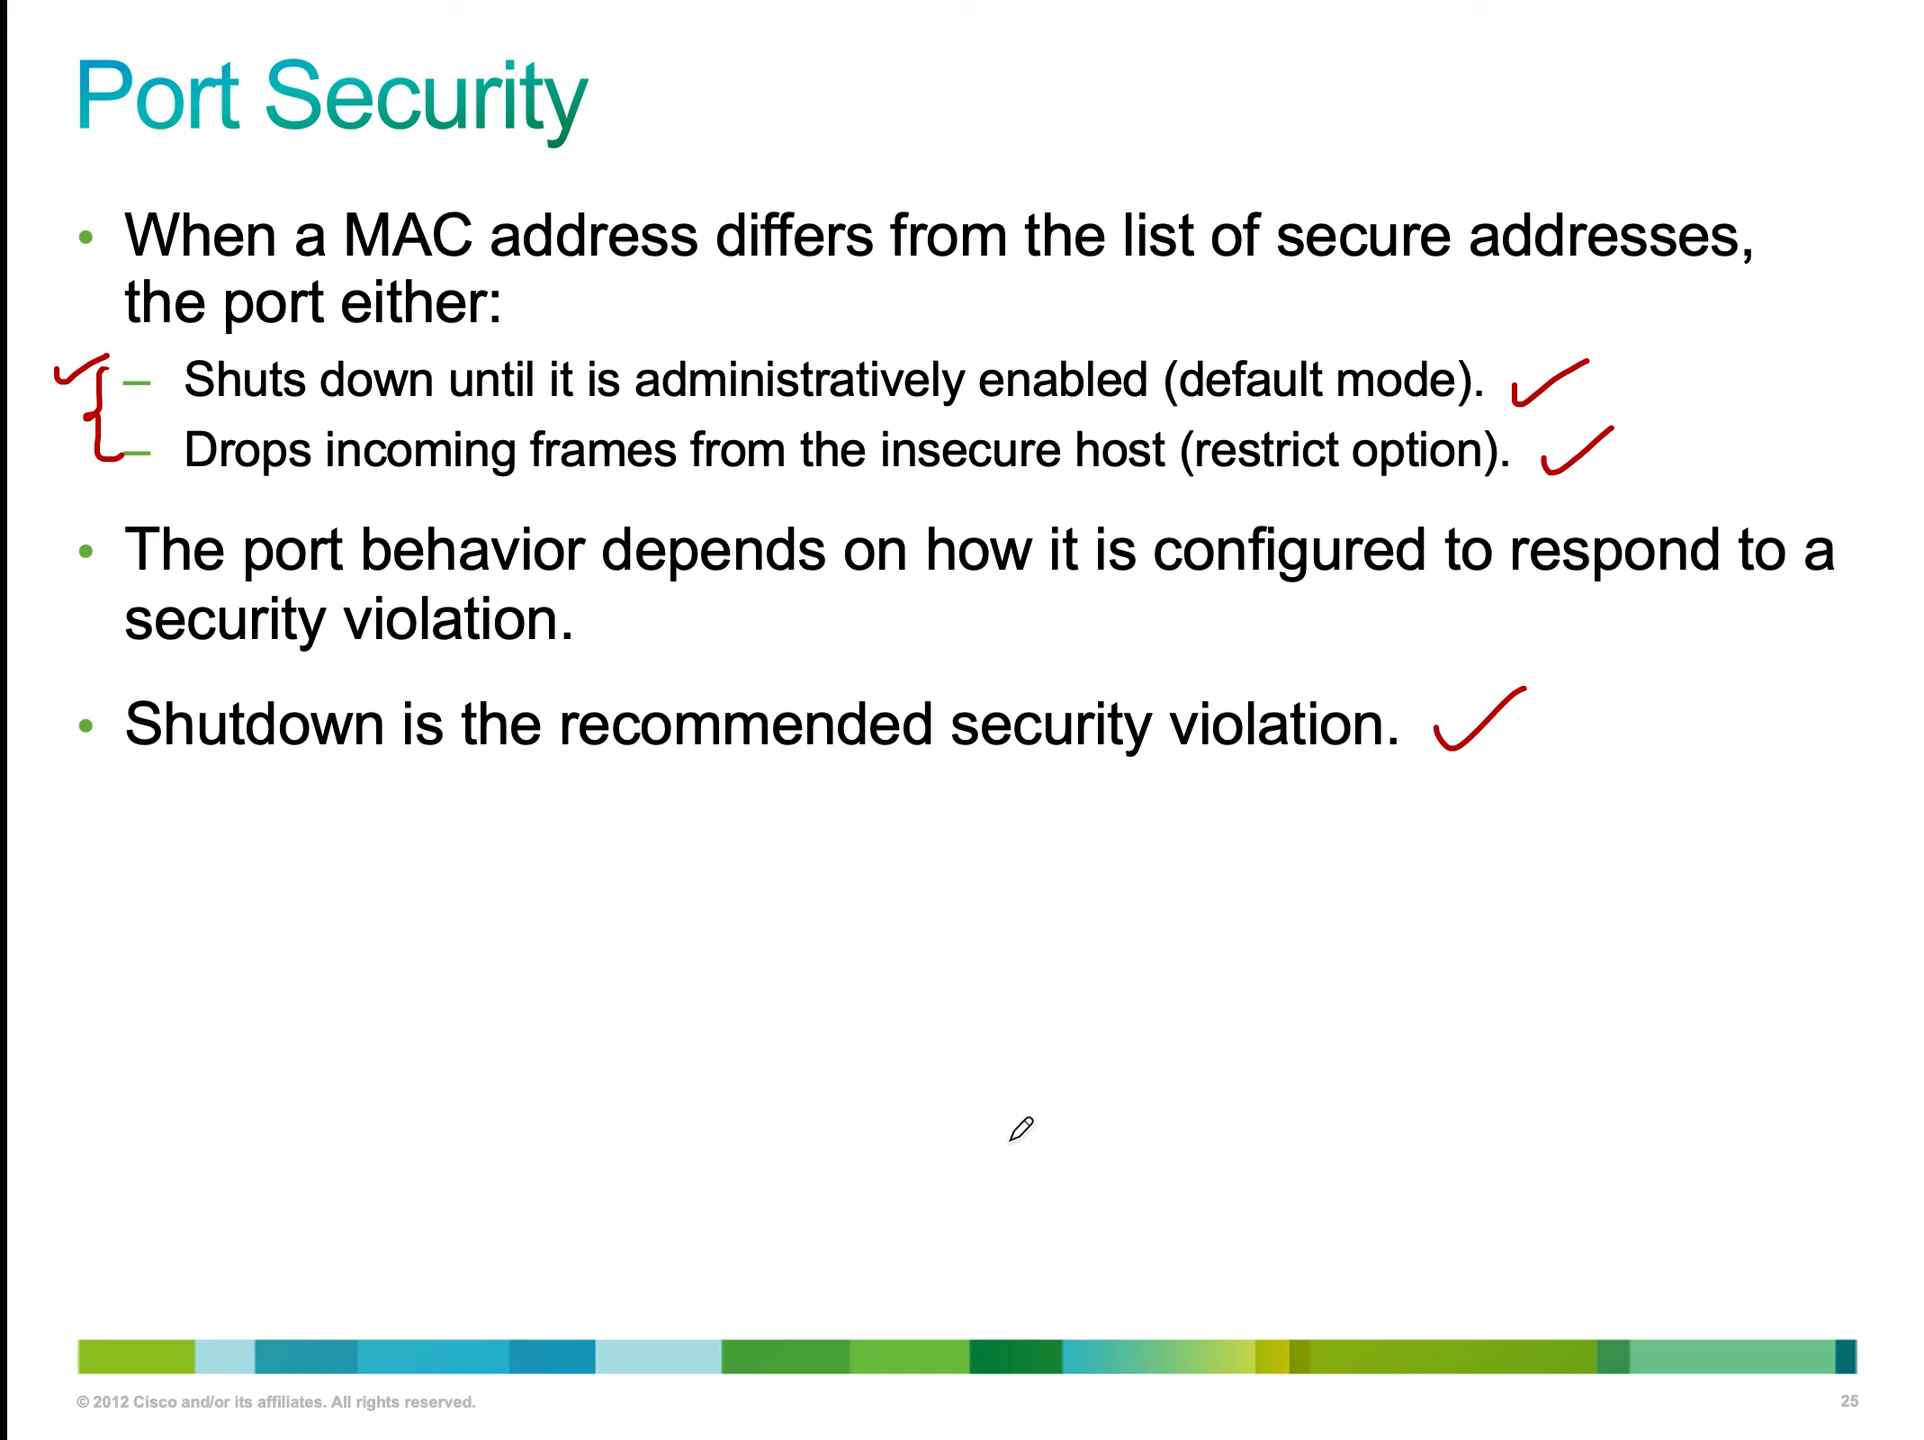 Port Security
• When a MAC address differs from the list of secure addresses,
the port either:
– Shuts down until it is administratively enabled (default mode).
– Drops incoming frames from the insecure host (restrict option).
• The port behavior depends on how it is configured to respond to a
security violation.
• Shutdown is the recommended security violation.
© 2012 Cisco and/or its affiliates. All rights reserved.
25